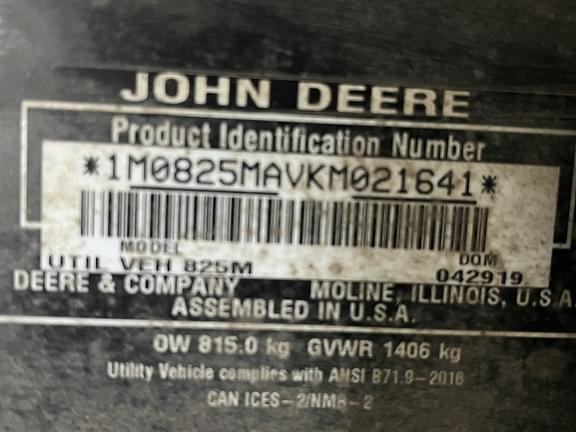 JOHN DEERE
Product Identification Number
*1M0825MAVKM021641*
MODEL DOM
UTIL VEH 825M 042919
DEERE & COMPANY MOLINE, ILLINOIS, U.S.A
ASSEMBLED IN U.S.A.
OW 815.0 kg GVWR 1406 kg
Utility Vehicle complies with ANSI B71.9-2016
CAN ICES-2/NMB-2